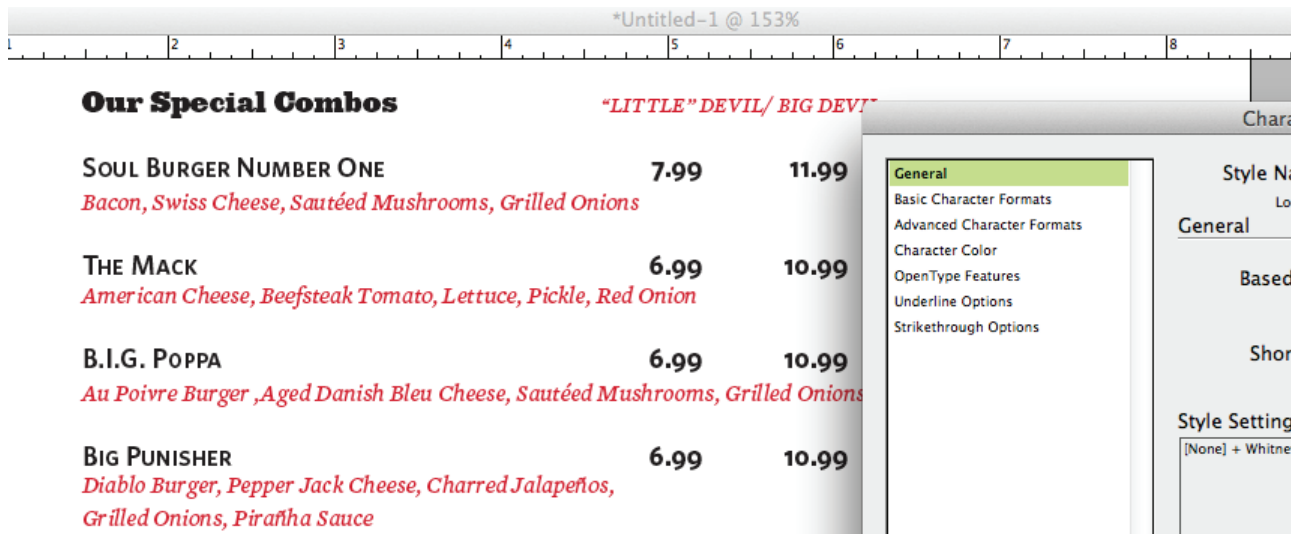 *Untitled-1 @ 153%
1 2 3 4 5 6 7 8
Our Special Combos “LITTLE” DEVIL/ BIG DEVIL
Soul Burger Number One 7.99 11.99
Bacon, Swiss Cheese, Sautéed Mushrooms, Grilled Onions
The Mack 6.99 10.99
American Cheese, Beefsteak Tomato, Lettuce, Pickle, Red Onion
B.I.G. Poppa 6.99 10.99
Au Poivre Burger ,Aged Danish Bleu Cheese, Sautéed Mushrooms, Grilled Onions
Big Punisher 6.99 10.99
Diablo Burger, Pepper Jack Cheese, Charred Jalapeños,
Grilled Onions, Pirañha Sauce
Chara
General
Basic Character Formats
Advanced Character Formats
Character Color
OpenType Features
Underline Options
Strikethrough Options
Style Na
Lo
General
Based
Shor
Style Setting
[None] + Whitne